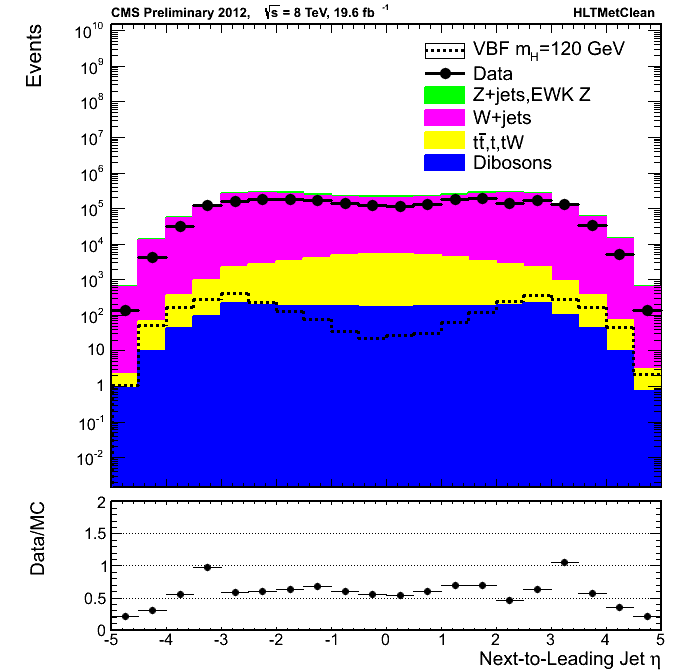 CMS Preliminary 2012, √s = 8 TeV, 19.6 fb⁻¹ HLTMetClean
Events
10¹⁰
10⁹
10⁸
10⁷
10⁶
10⁵
10⁴
10³
10²
10
1
10⁻¹
10⁻²
VBF m_H=120 GeV
Data
Z+jets,EWK Z
W+jets
tt̄,t,tW
Dibosons
Data/MC
2
1.5
1
0.5
0
-5 -4 -3 -2 -1 0 1 2 3 4 5
Next-to-Leading Jet η